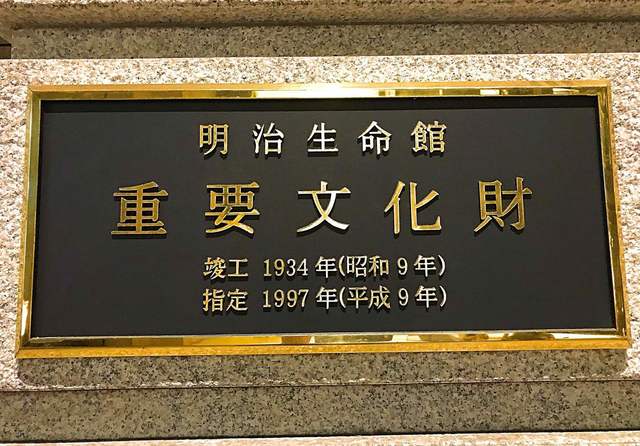 明治生命館
重要文化財
竣工 1934年(昭和9年)
指定 1997年(平成9年)